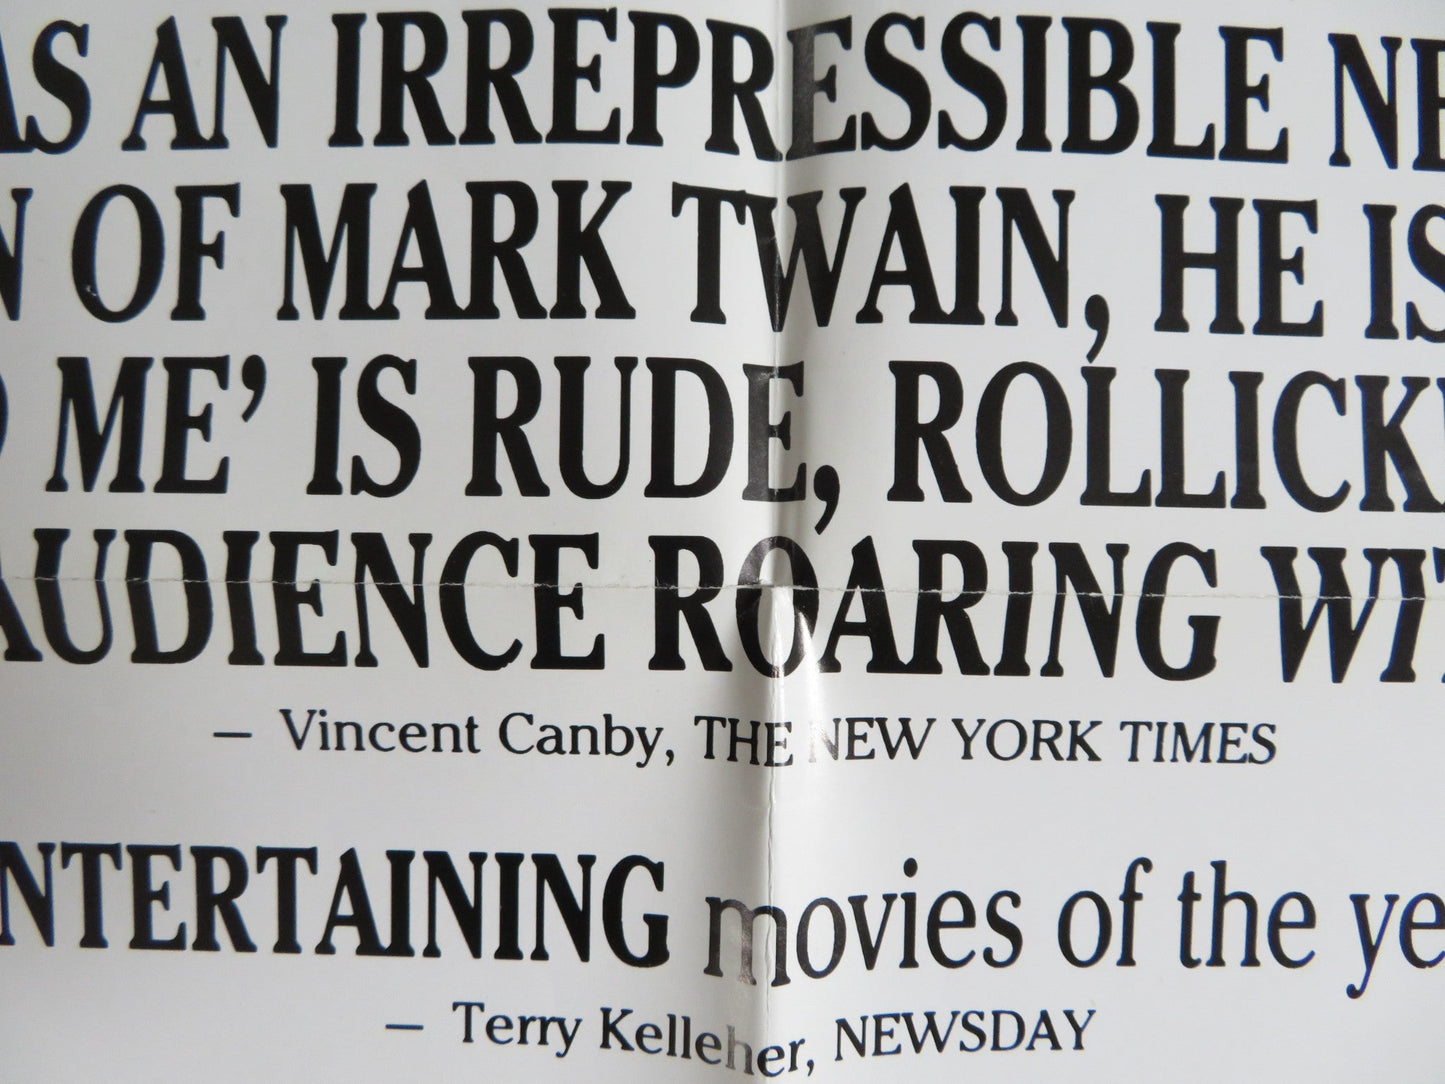 AS AN IRREPRESSIBLE NE
N OF MARK TWAIN, HE IS
ME’ IS RUDE, ROLLICK
AUDIENCE ROARING WIT
– Vincent Canby, THE NEW YORK TIMES
NTERTAINING movies of the ye
– Terry Kelleher, NEWSDAY